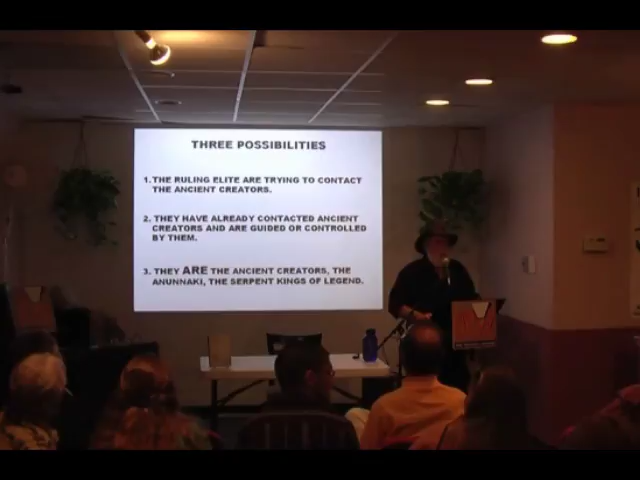 THREE POSSIBILITIES
1. THE RULING ELITE ARE TRYING TO CONTACT
THE ANCIENT CREATORS.
2. THEY HAVE ALREADY CONTACTED ANCIENT
CREATORS AND ARE GUIDED OR CONTROLLED
BY THEM.
3. THEY ARE THE ANCIENT CREATORS, THE
ANUNNAKI, THE SERPENT KINGS OF LEGEND.